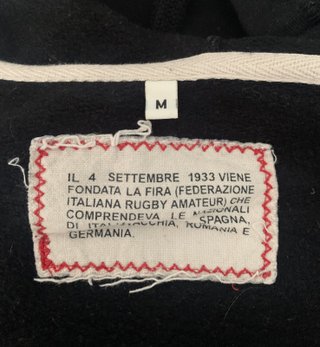 M
IL 4 SETTEMBRE 1933 VIENE
FONDATA LA FIRA (FEDERAZIONE
ITALIANA RUGBY AMATEUR) CHE
COMPRENDEVA LE NAZIONALI
DI SPAGNA,
ROMANIA E
GERMANIA.